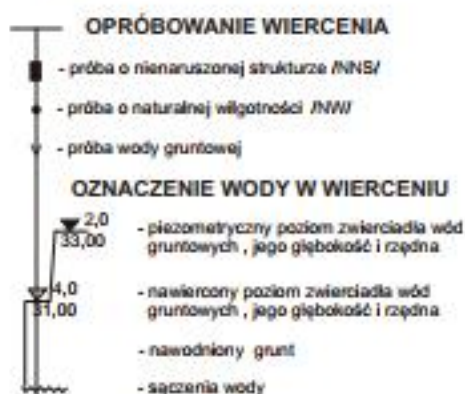 OPRÓBOWANIE WIERCENIA
- próba o nienaruszonej strukturze /NNS/
- próba o naturalnej wilgotności /NW/
- próba wody gruntowej
OZNACZENIE WODY W WIERCENIU
2,0
33,00
- piezometryczny poziom zwierciadła wód
gruntowych , jego głębokość i rzędna
4,0
31,00
- nawiercony poziom zwierciadła wód
gruntowych , jego głębokość i rzędna
- nawodniony grunt
- sączenia wody